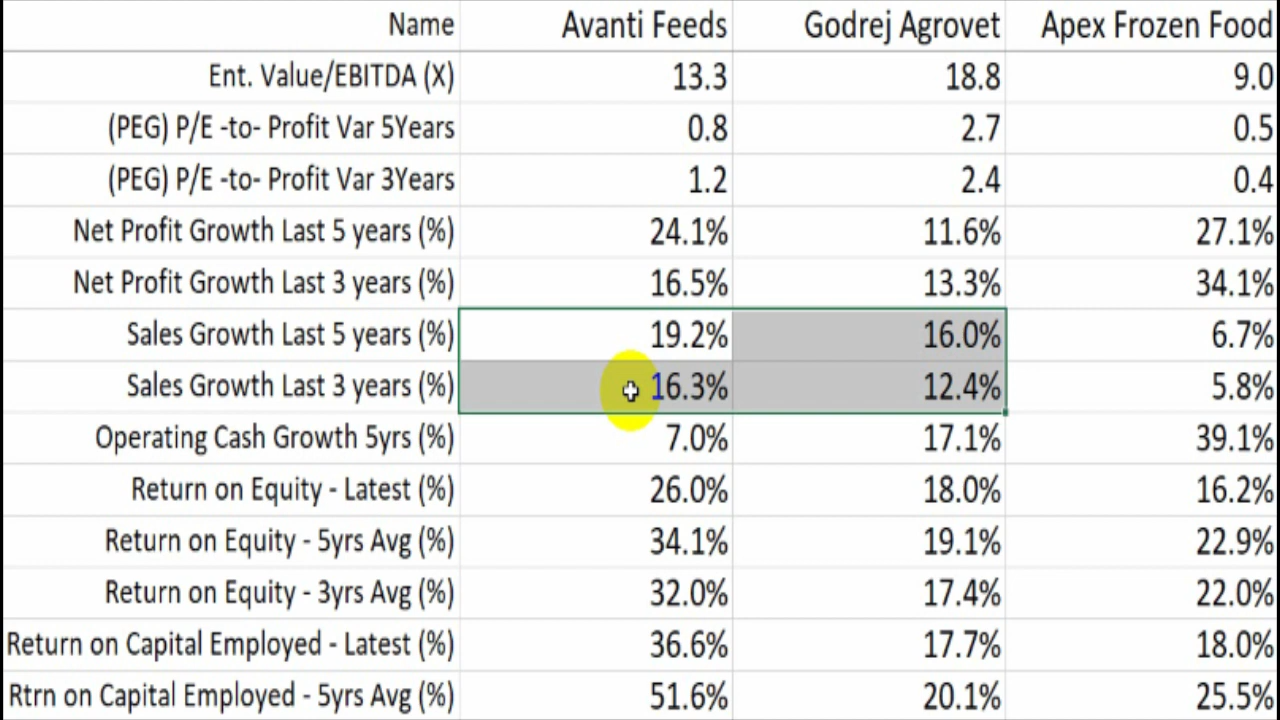 Name Avanti Feeds Godrej Agrovet Apex Frozen Food
Ent. Value/EBITDA (X) 13.3 18.8 9.0
(PEG) P/E -to- Profit Var 5Years 0.8 2.7 0.5
(PEG) P/E -to- Profit Var 3Years 1.2 2.4 0.4
Net Profit Growth Last 5 years (%) 24.1% 11.6% 27.1%
Net Profit Growth Last 3 years (%) 16.5% 13.3% 34.1%
Sales Growth Last 5 years (%) 19.2% 16.0% 6.7%
Sales Growth Last 3 years (%) 16.3% 12.4% 5.8%
Operating Cash Growth 5yrs (%) 7.0% 17.1% 39.1%
Return on Equity - Latest (%) 26.0% 18.0% 16.2%
Return on Equity - 5yrs Avg (%) 34.1% 19.1% 22.9%
Return on Equity - 3yrs Avg (%) 32.0% 17.4% 22.0%
Return on Capital Employed - Latest (%) 36.6% 17.7% 18.0%
Rtrn on Capital Employed - 5yrs Avg (%) 51.6% 20.1% 25.5%